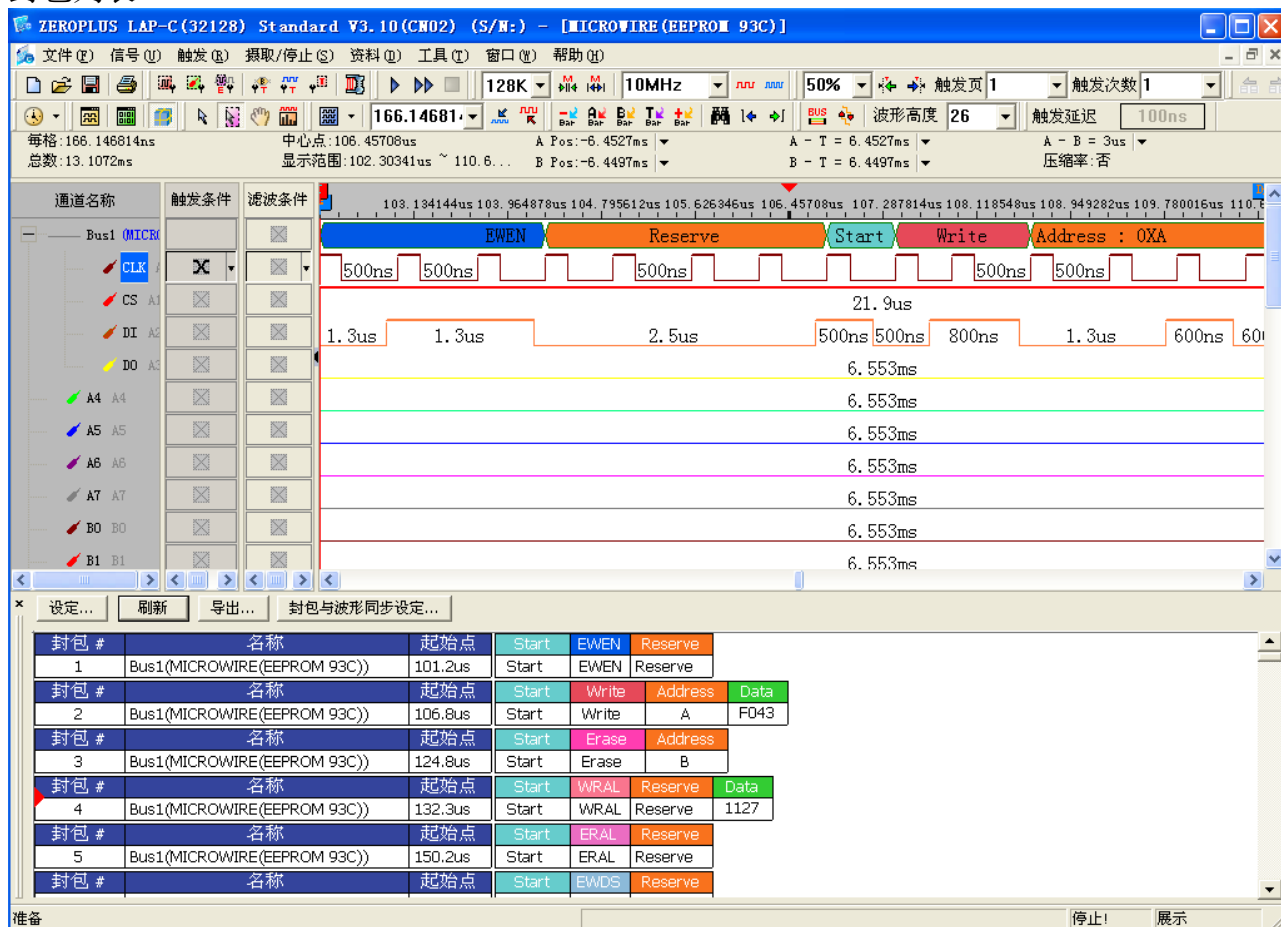 ZEROPLUS LAP-C(32128) Standard V3.10(CN02) (S/N:) - [MICROWIRE(EEPROM 93C)]
文件(F) 信号(U) 触发(R) 摄取/停止(S) 资料(D) 工具(T) 窗口(W) 帮助(H)
128K 10MHz 50% 触发页 1 触发次数 1
166.14681 Bar Bar Bar Bar Bar BUS 波形高度 26 触发延迟 100ns
每格:166.146814ns 中心点:106.45708us A Pos:-6.4527ms A - T = 6.4527ms A - B = 3us
总数:13.1072ms 显示范围:102.30341us ~ 110.6... B Pos:-6.4497ms B - T = 6.4497ms 压缩率:否
通道名称 触发条件 滤波条件 103.134144us 103.964878us 104.795612us 105.626346us 106.45708us 107.287814us 108.118548us 108.949282us 109.780016us 110.6
Bus1 (MICRO EWEN Reserve Start Write Address : 0XA
CLK 500ns 500ns 500ns 500ns 500ns
CS A1 21.9us
DI A2 1.3us 1.3us 2.5us 500ns 500ns 800ns 1.3us 600ns 600
DO A3 6.553ms
A4 A4 6.553ms
A5 A5 6.553ms
A6 A6 6.553ms
A7 A7 6.553ms
B0 B0 6.553ms
B1 B1 6.553ms
设定... 刷新 导出... 封包与波形同步设定...
封包 # 名称 起始点 Start EWEN Reserve
1 Bus1(MICROWIRE(EEPROM 93C)) 101.2us Start EWEN Reserve
封包 # 名称 起始点 Start Write Address Data
2 Bus1(MICROWIRE(EEPROM 93C)) 106.8us Start Write A F043
封包 # 名称 起始点 Start Erase Address
3 Bus1(MICROWIRE(EEPROM 93C)) 124.8us Start Erase B
封包 # 名称 起始点 Start WRAL Reserve Data
4 Bus1(MICROWIRE(EEPROM 93C)) 132.3us Start WRAL Reserve 1127
封包 # 名称 起始点 Start ERAL Reserve
5 Bus1(MICROWIRE(EEPROM 93C)) 150.2us Start ERAL Reserve
封包 # 名称 起始点 Start EWDS Reserve
准备 停止! 展示